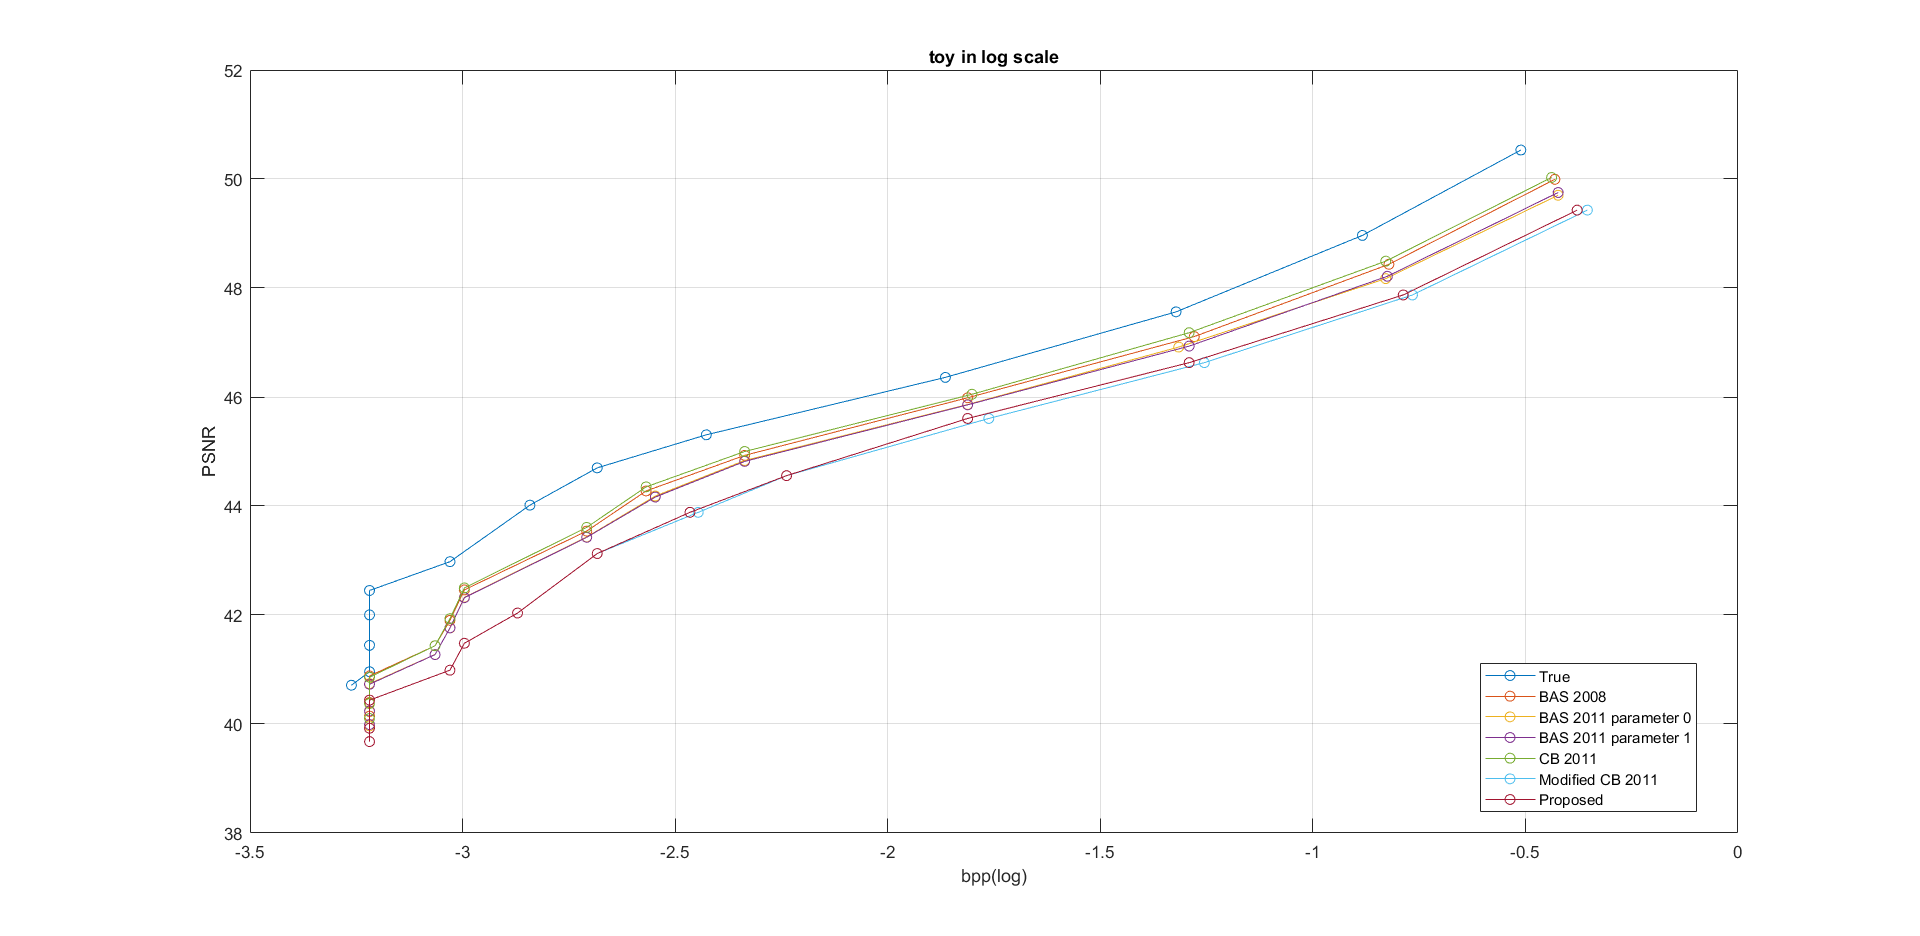 toy in log scale
52
50
48
46
44
42
40
38
PSNR
-3.5 -3 -2.5 -2 -1.5 -1 -0.5 0
bpp(log)
True
BAS 2008
BAS 2011 parameter 0
BAS 2011 parameter 1
CB 2011
Modified CB 2011
Proposed